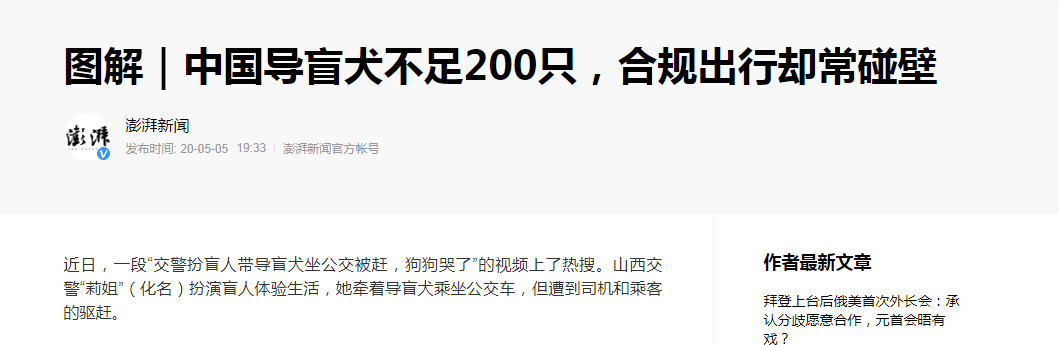 图解｜中国导盲犬不足200只，合规出行却常碰壁
澎湃
澎湃新闻
发布时间: 20-05-05 19:33 | 澎湃新闻官方帐号
近日，一段“交警扮盲人带导盲犬坐公交被赶，狗狗哭了”的视频上了热搜。山西交
警“莉姐”（化名）扮演盲人体验生活，她牵着导盲犬乘坐公交车，但遭到司机和乘客
的驱赶。
作者最新文章
拜登上台后俄美首次外长会：承
认分歧愿意合作，元首会晤有
戏？